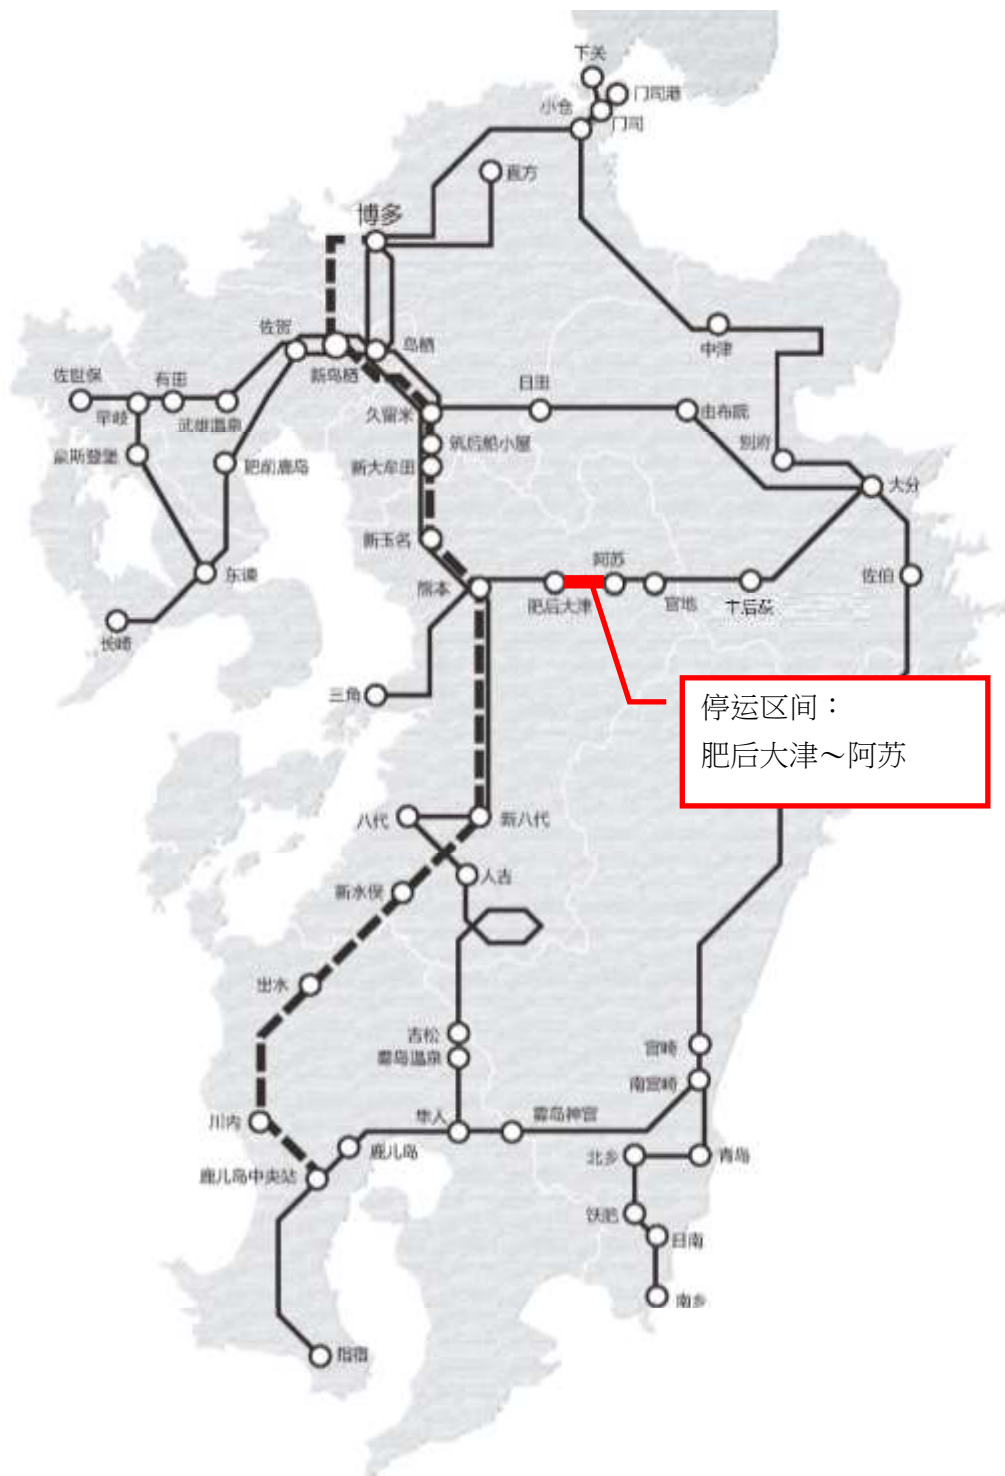 下关
门司港
小仓
门司
直方
博多
佐贺
鸟栖
新鸟栖
中津
佐世保
有田
日田
早岐
武雄温泉
久留米
由布院
豪斯登堡
肥前鹿岛
筑后船小屋
别府
新大牟田
大分
新玉名
东谏
熊本
阿苏
肥后大津
宫地
佐伯
长崎
三角
停运区间：
肥后大津～阿苏
八代
新八代
新水俣
人吉
出水
吉松
雾岛温泉
宫崎
南宫崎
川内
隼人
雾岛神宫
鹿儿岛
北乡
青岛
鹿儿岛中央站
饫肥
日南
南乡
指宿